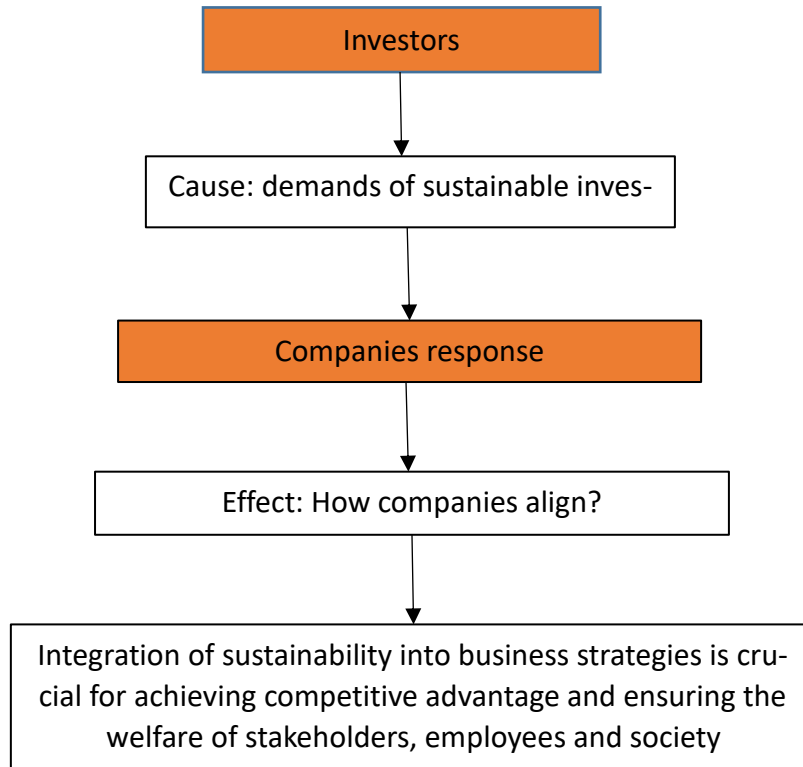 Investors
Cause: demands of sustainable inves-
Companies response
Effect: How companies align?
Integration of sustainability into business strategies is cru-
cial for achieving competitive advantage and ensuring the
welfare of stakeholders, employees and society